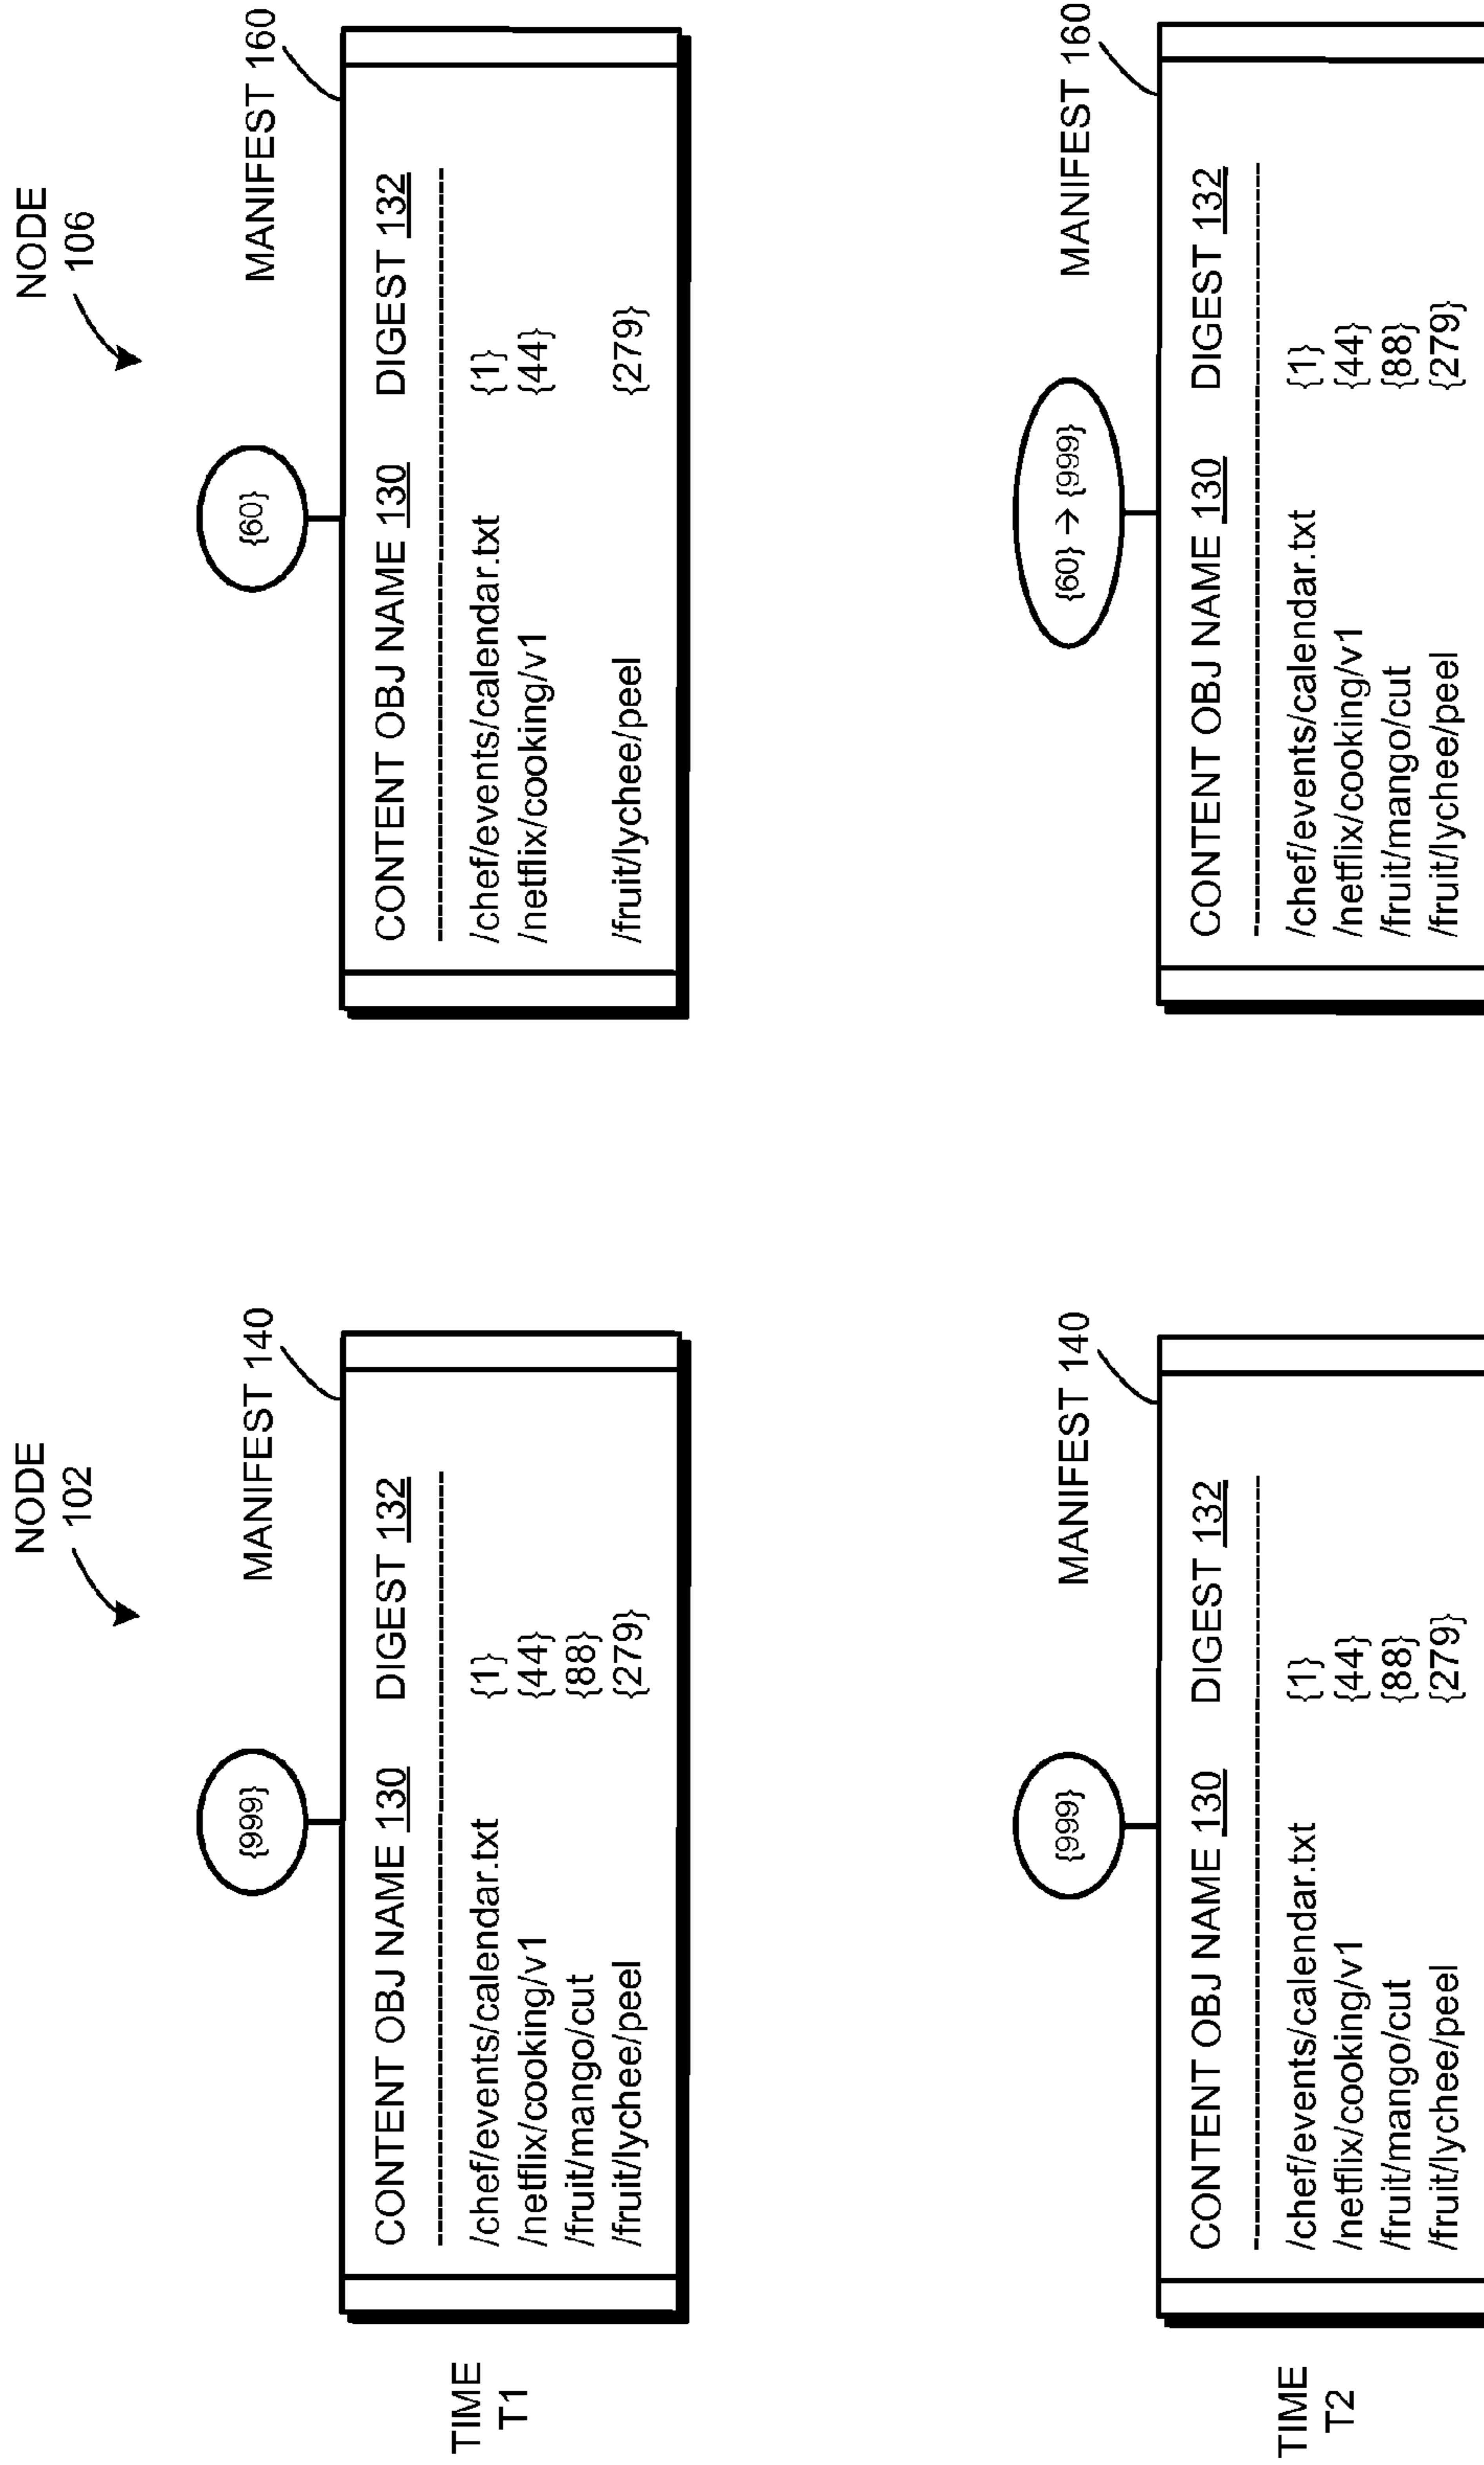 NODE
102
NODE
106
TIME
T1
{999}
MANIFEST 140
CONTENT OBJ NAME 130 DIGEST 132
/chef/events/calendar.txt {1}
/netflix/cooking/v1 {44}
/fruit/mango/cut {88}
/fruit/lychee/peel {279}
{60}
MANIFEST 160
CONTENT OBJ NAME 130 DIGEST 132
/chef/events/calendar.txt {1}
/netflix/cooking/v1 {44}
/fruit/lychee/peel {279}
TIME
T2
{999}
MANIFEST 140
CONTENT OBJ NAME 130 DIGEST 132
/chef/events/calendar.txt {1}
/netflix/cooking/v1 {44}
/fruit/mango/cut {88}
/fruit/lychee/peel {279}
{60} → {999}
MANIFEST 160
CONTENT OBJ NAME 130 DIGEST 132
/chef/events/calendar.txt {1}
/netflix/cooking/v1 {44}
/fruit/mango/cut {88}
/fruit/lychee/peel {279}